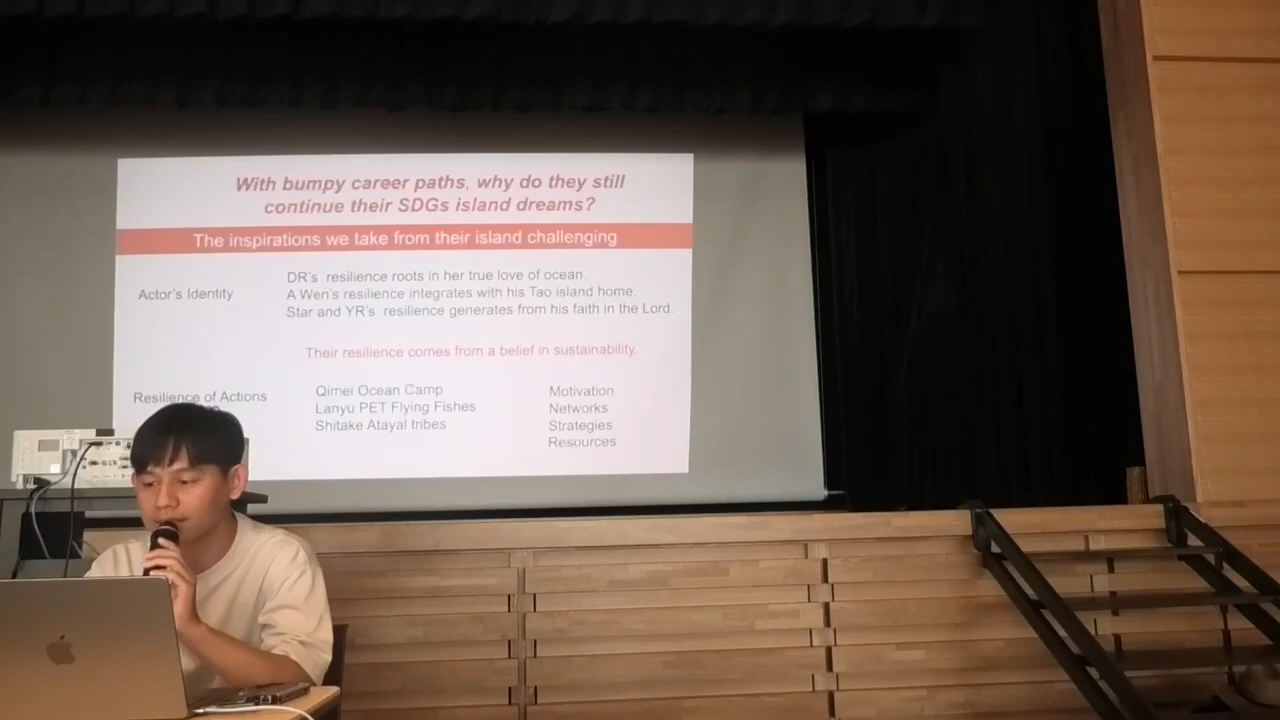 With bumpy career paths, why do they still
continue their SDGs island dreams?
The inspirations we take from their island challenging
Actor's Identity
DR's resilience roots in her true love of ocean.
A Wen's resilience integrates with his Tao island home.
Star and YR's resilience generates from his faith in the Lord.
Their resilience comes from a belief in sustainability.
Resilience of Actions
Qimei Ocean Camp
Lanyu PET Flying Fishes
Shitake Atayal tribes
Motivation
Networks
Strategies
Resources